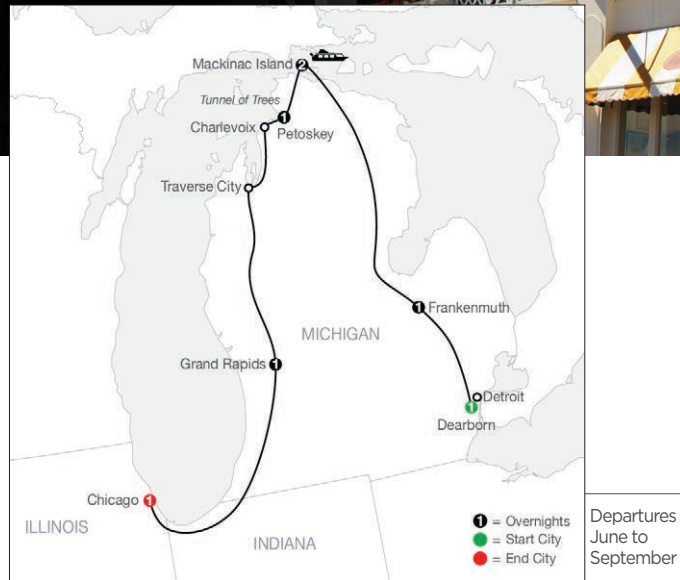 Mackinac Island 2
Tunnel of Trees
Charlevoix
1
Petoskey
Traverse City
1 Frankenmuth
MICHIGAN
Grand Rapids 1
Detroit
1
Dearborn
Chicago 1
ILLINOIS
INDIANA
1 = Overnights
= Start City
= End City
Departures
June to
September